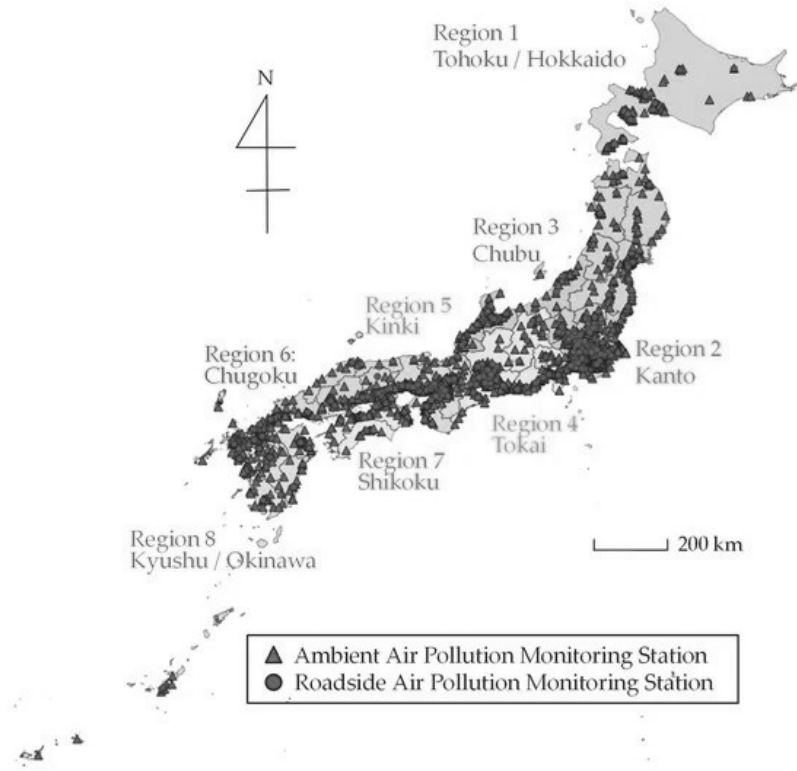 Region 1
Tohoku / Hokkaido
N
Region 3
Chubu
Region 5
Kinki
Region 6:
Chugoku
Region 2
Kanto
Region 4
Tokai
Region 7
Shikoku
Region 8
Kyushu / Okinawa
200 km
Ambient Air Pollution Monitoring Station
Roadside Air Pollution Monitoring Station